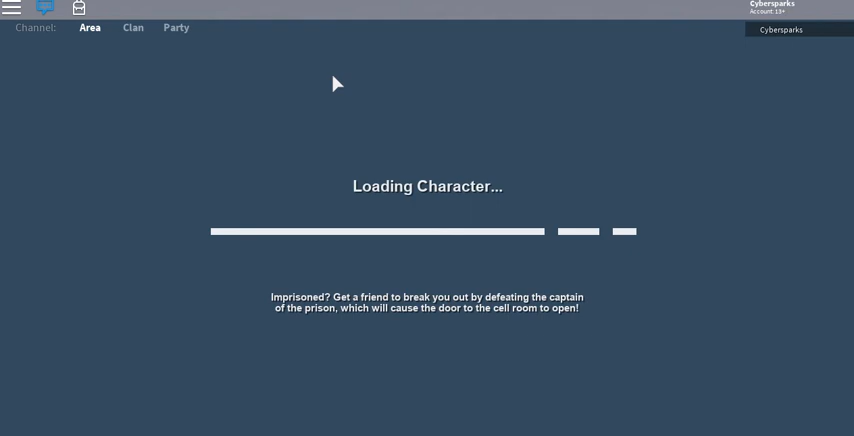 Cybersparks
Account: 13+
Channel: Area Clan Party
Cybersparks
Loading Character...
Imprisoned? Get a friend to break you out by defeating the captain
of the prison, which will cause the door to the cell room to open!